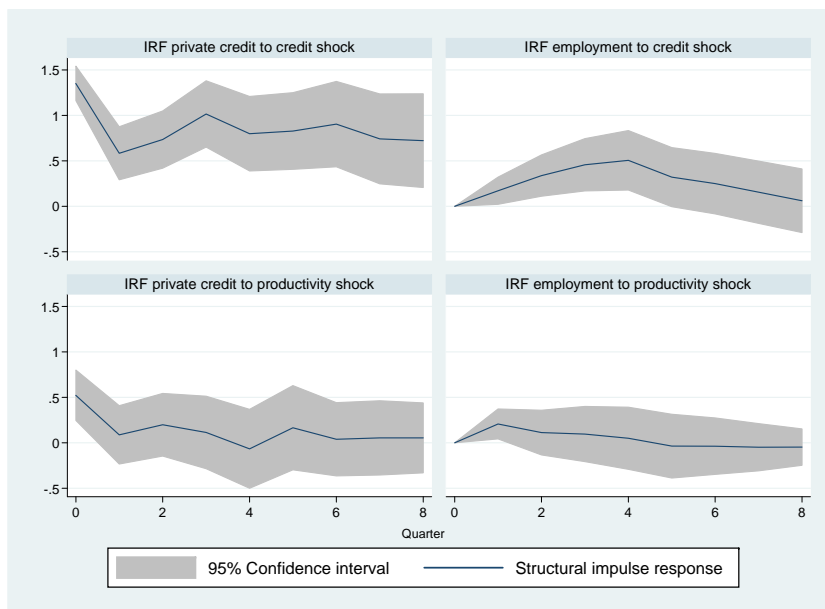 IRF private credit to credit shock
IRF employment to credit shock
1.5
1
.5
0
-.5
IRF private credit to productivity shock
IRF employment to productivity shock
1.5
1
.5
0
-.5
0 2 4 6 8 0 2 4 6 8
Quarter
95% Confidence interval Structural impulse response